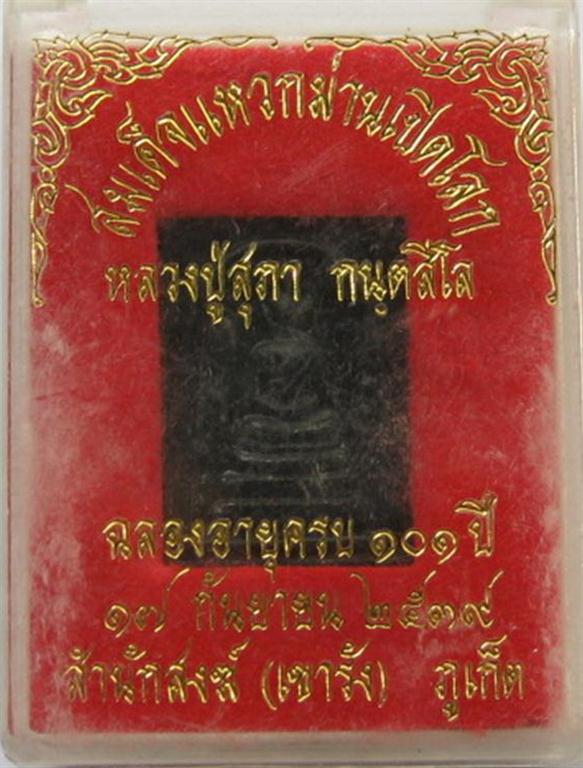 สมเด็จแหวกม่านเปิดโลก
หลวงปู่สุภา กนฺตสีโล
ฉลองอายุครบ ๑๐๑ ปี
๑๗ กันยายน ๒๕๓๙
สำนักสงฆ์ (เขารัง) ภูเก็ต